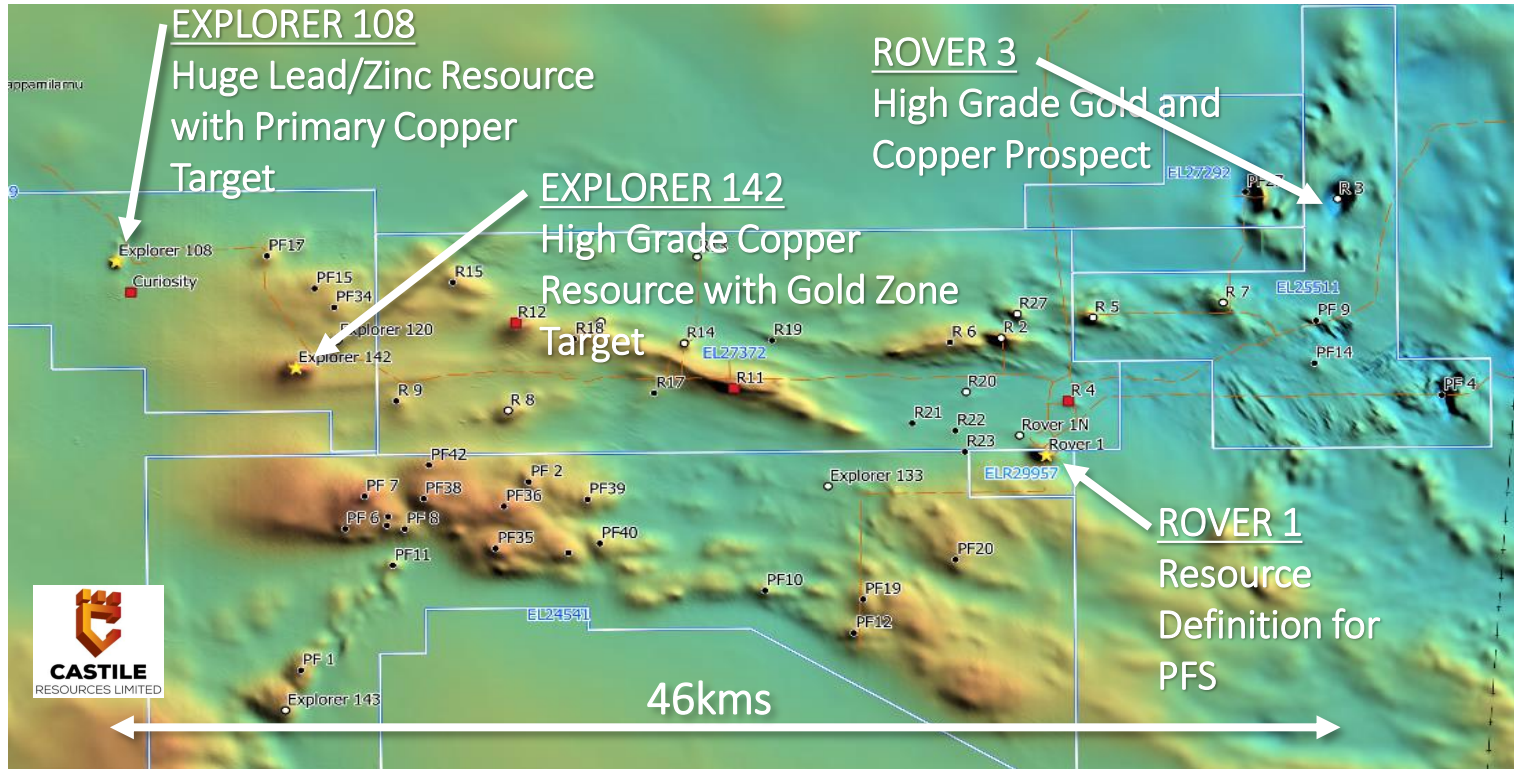 EXPLORER 108
Huge Lead/Zinc Resource
with Primary Copper
Target
ROVER 3
High Grade Gold and
Copper Prospect
EXPLORER 142
High Grade Copper
Resource with Gold Zone
Target
ROVER 1
Resource
Definition for
PFS
appamilarnu
9
EL27292
PF27
R 3
Explorer 108
PF17
Curiosity
PF15
PF34
R15
R12
Explorer 120
R18
R14
R19
R27
R 5
R 7
EL25511
PF 9
R 6
R 2
EL27372
Explorer 142
PF14
R17
R11
R20
R 4
PF 4
R 9
R 8
R21
R22
Rover 1N
R23
Rover 1
ELR29957
PF42
PF 2
Explorer 133
PF 7
PF38
PF36
PF39
PF 6
PF 8
PF35
PF40
PF20
PF11
PF10
PF19
EL24541
PF12
PF 1
Explorer 143
CASTILE
RESOURCES LIMITED
46kms